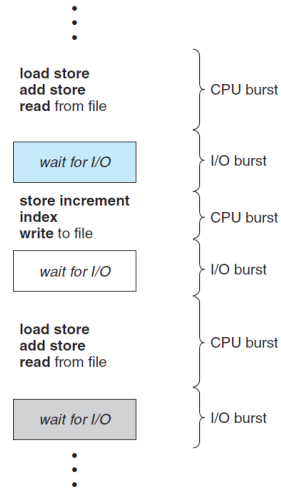 load store
add store
read from file
CPU burst
wait for I/O
I/O burst
store increment
index
write to file
CPU burst
wait for I/O
I/O burst
load store
add store
read from file
CPU burst
wait for I/O
I/O burst